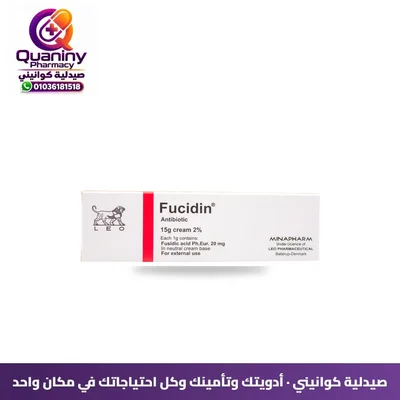 Quaniny
Pharmacy
صيدلية كوانيني
01036181518
LEO
Fucidin®
Antibiotic
15g cream 2%
Each 1g contains:
Fusidic acid Ph.Eur. 20 mg
In neutral cream base
For external use
MINAPHARM
Under Licence of
LEO PHARMACEUTICAL
Ballerup-Denmark
صيدلية كوانيني - أدويتك وتأمينك وكل احتياجاتك في مكان واحد